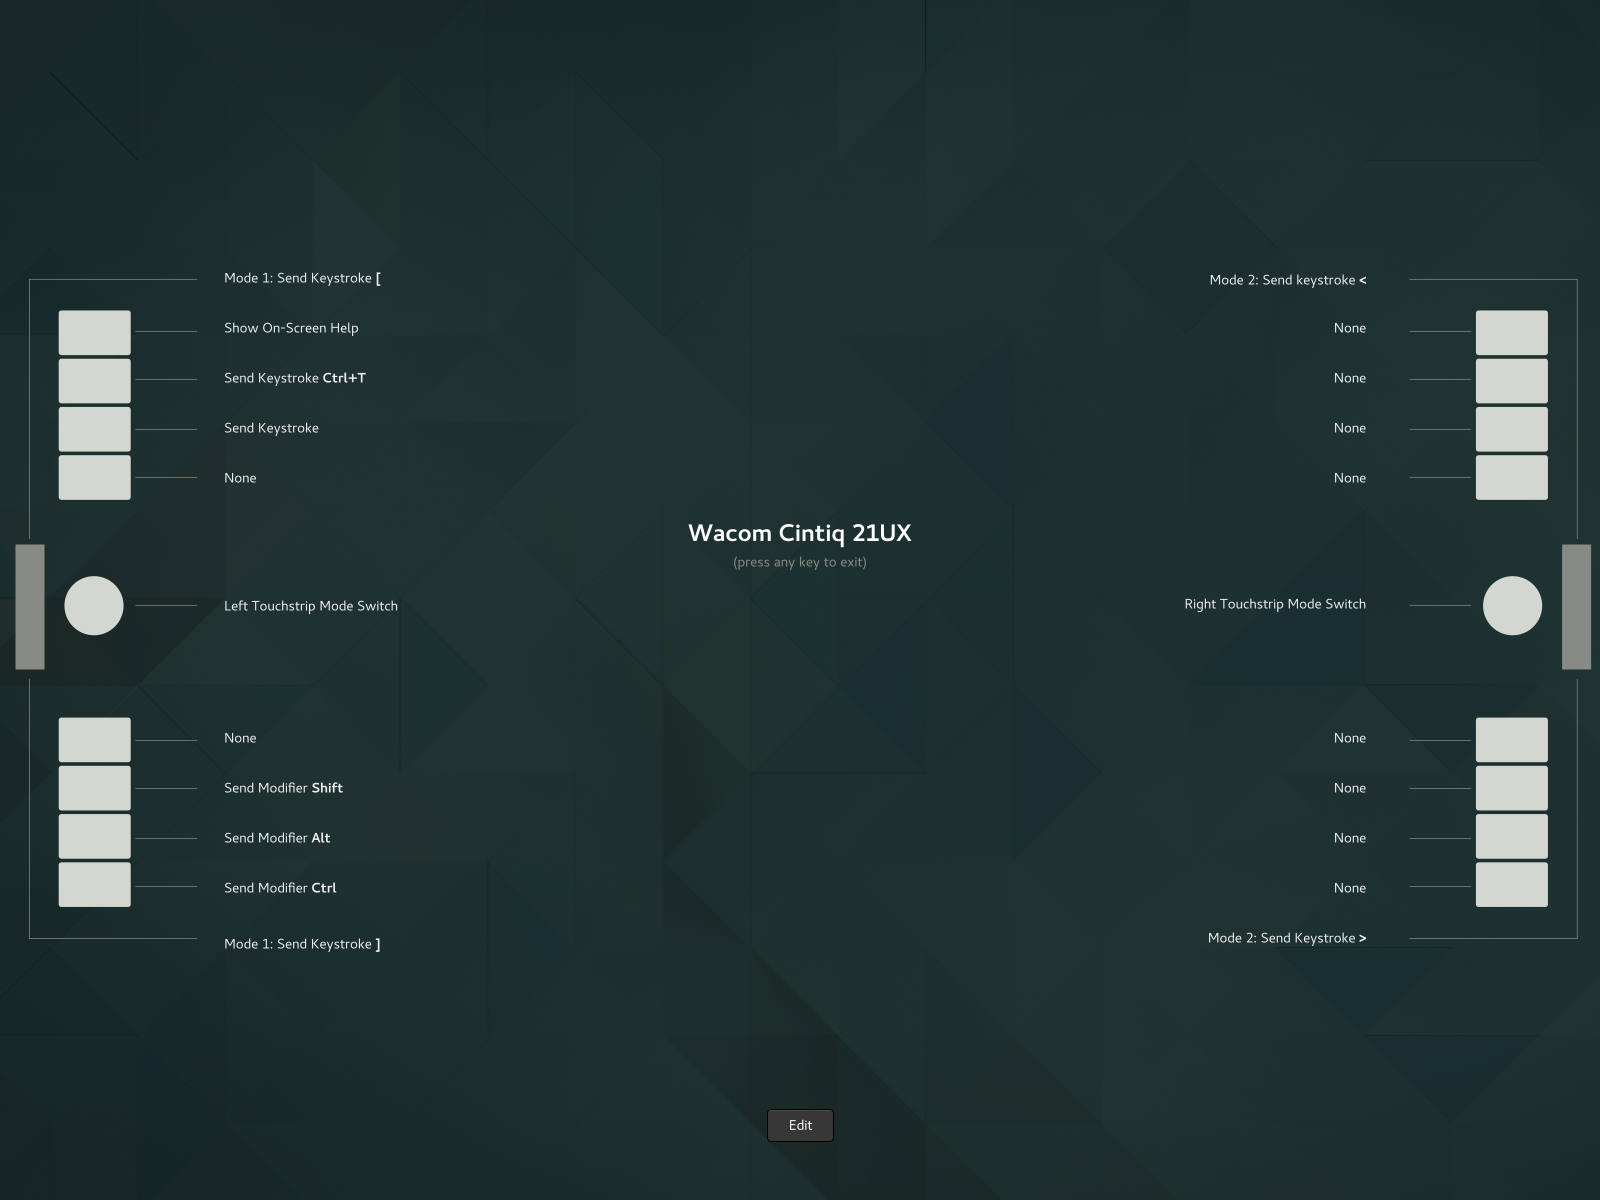 Mode 1: Send Keystroke [
Show On-Screen Help
Send Keystroke Ctrl+T
Send Keystroke
None
Left Touchstrip Mode Switch
None
Send Modifier Shift
Send Modifier Alt
Send Modifier Ctrl
Mode 1: Send Keystroke ]
Wacom Cintiq 21UX
(press any key to exit)
Mode 2: Send keystroke <
None
None
None
None
Right Touchstrip Mode Switch
None
None
None
None
Mode 2: Send Keystroke >
Edit